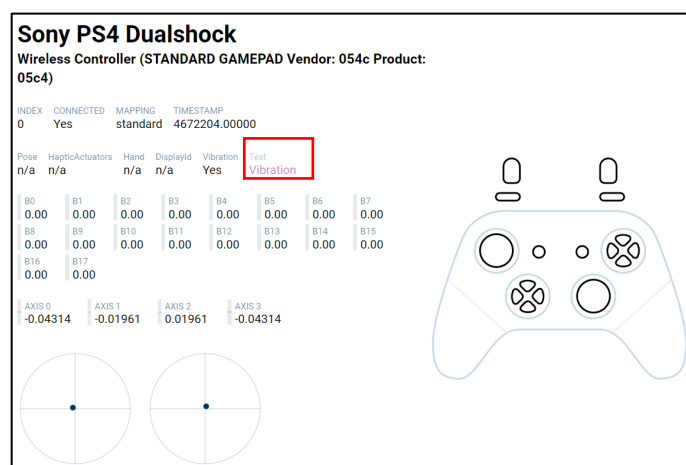 Sony PS4 Dualshock
Wireless Controller (STANDARD GAMEPAD Vendor: 054c Product:
05c4)
INDEX CONNECTED MAPPING TIMESTAMP
0 Yes standard 4672204.00000
Pose HapticActuators Hand DisplayId Vibration Test
n/a n/a n/a n/a Yes Vibration
B0 B1 B2 B3 B4 B5 B6 B7
0.00 0.00 0.00 0.00 0.00 0.00 0.00 0.00
B8 B9 B10 B11 B12 B13 B14 B15
0.00 0.00 0.00 0.00 0.00 0.00 0.00 0.00
B16 B17
0.00 0.00
AXIS 0 AXIS 1 AXIS 2 AXIS 3
-0.04314 -0.01961 0.01961 -0.04314